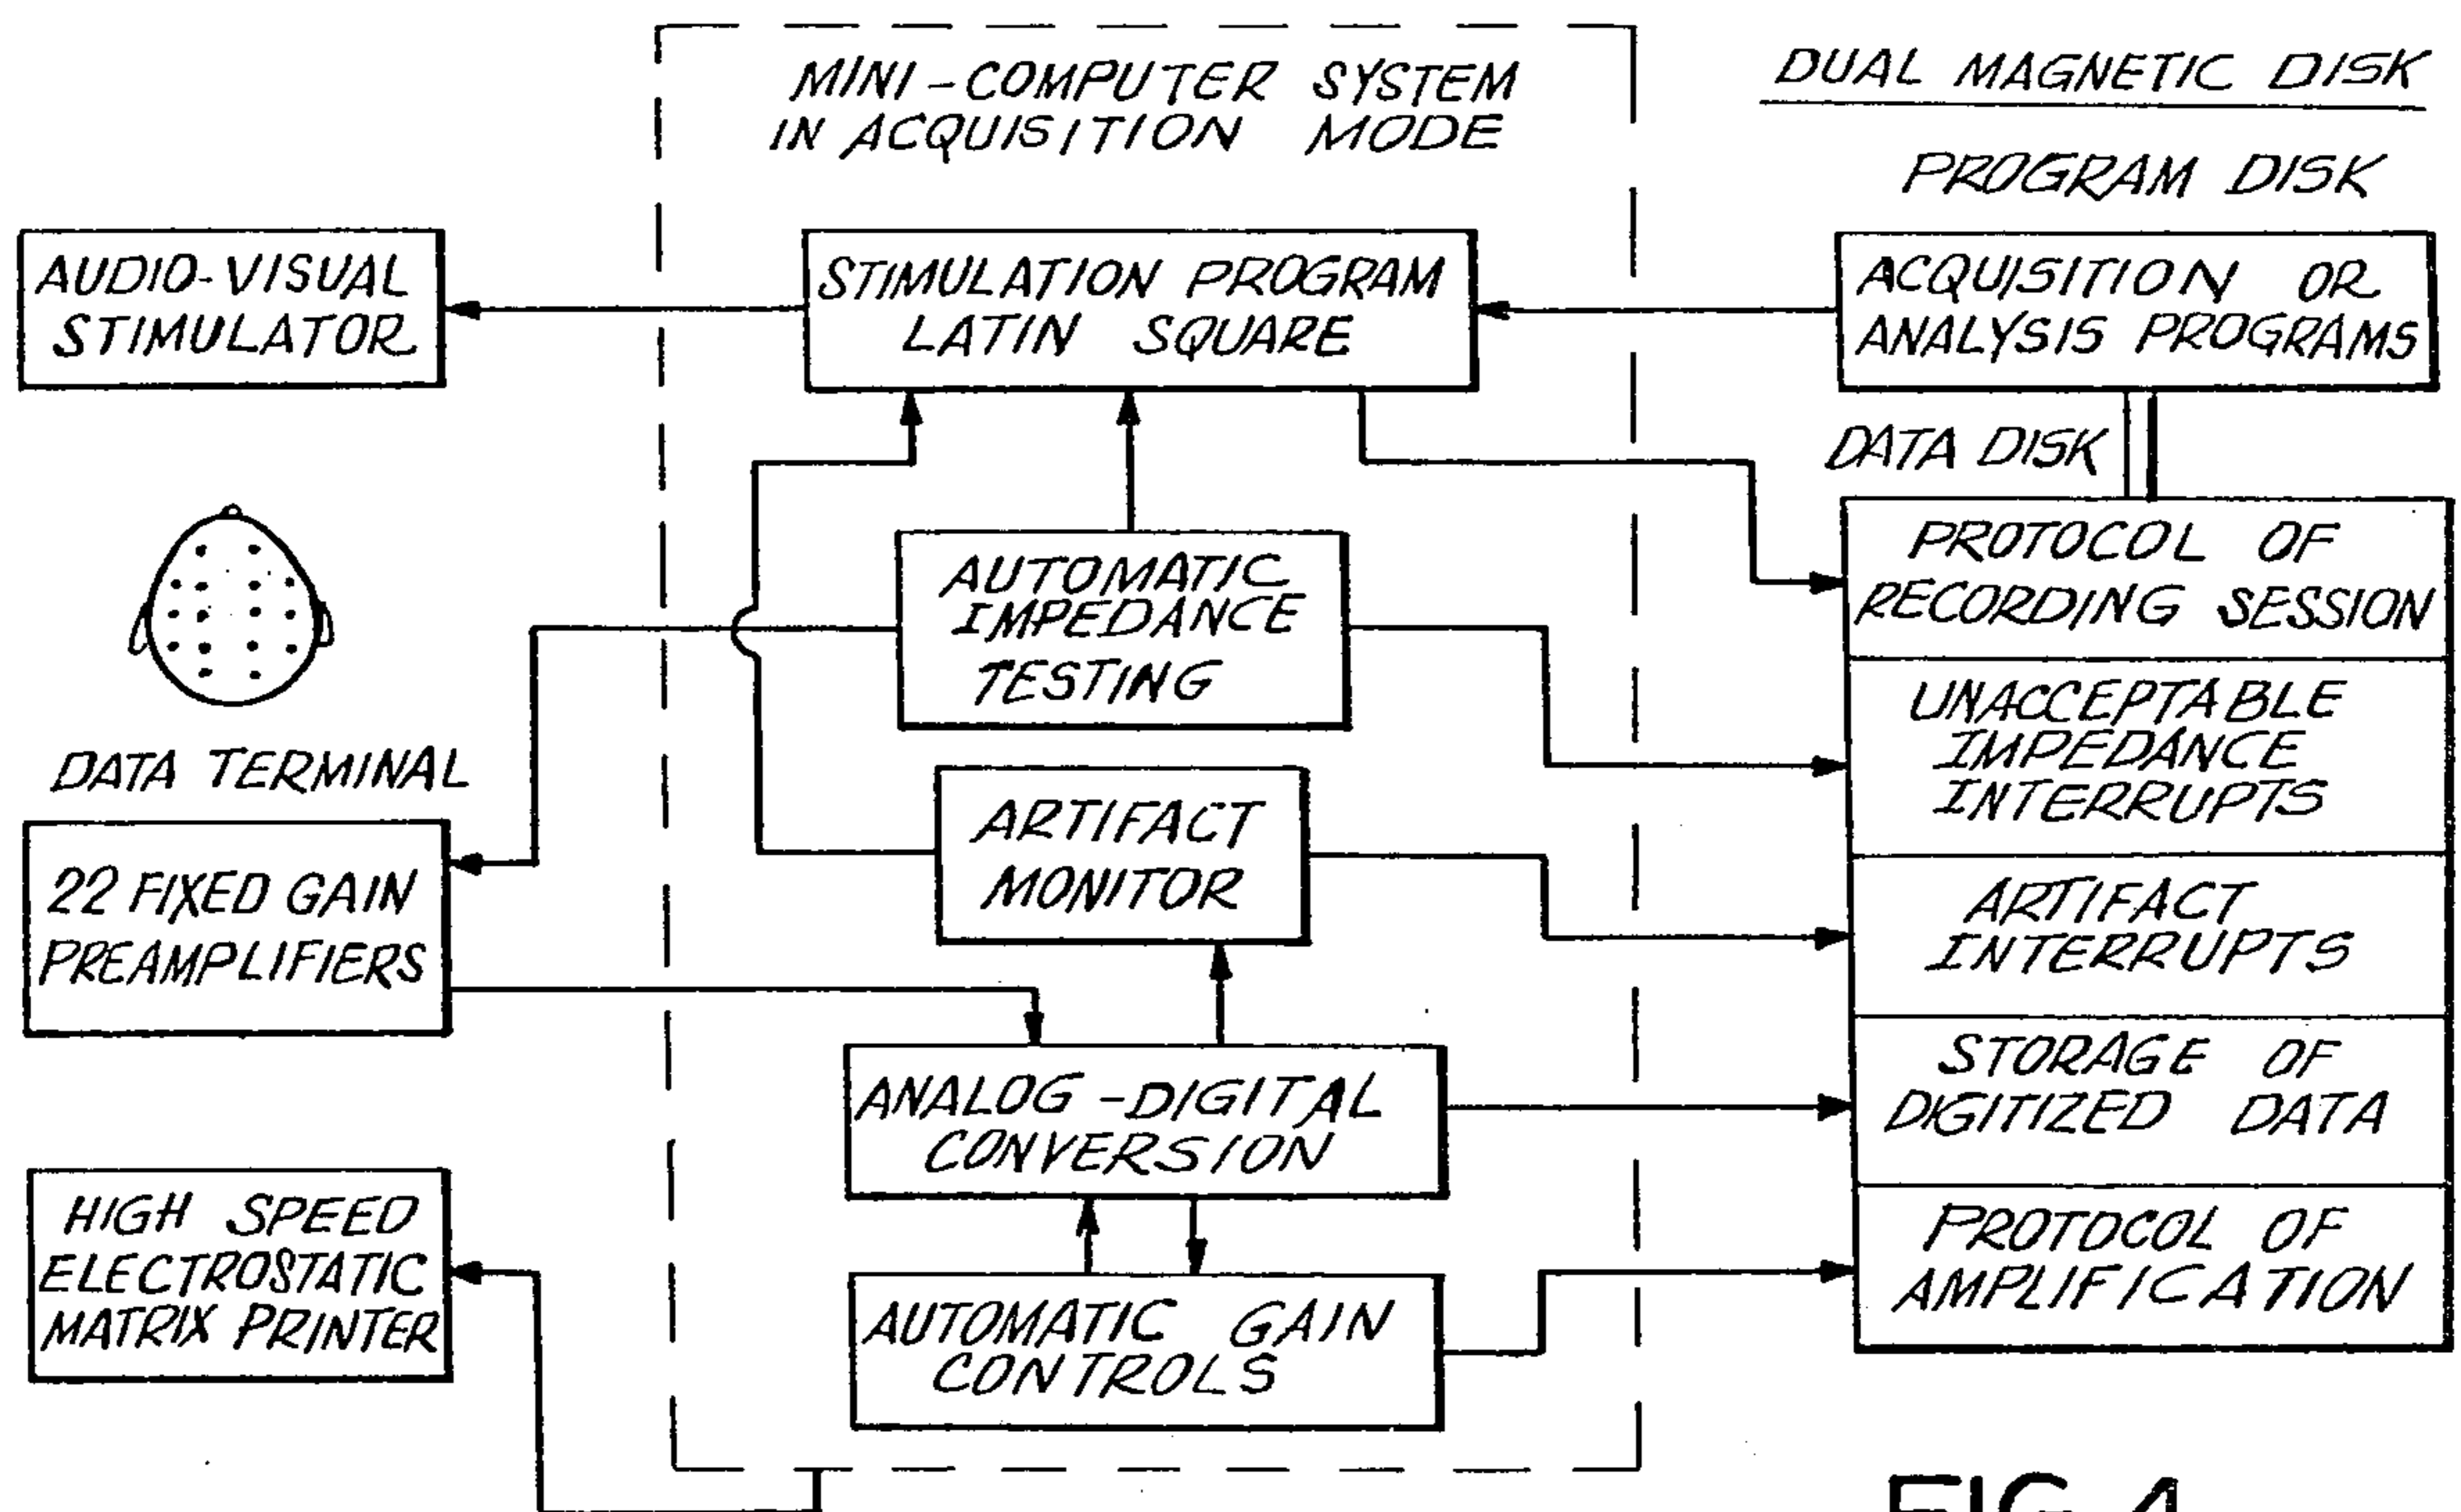 MINI-COMPUTER SYSTEM
IN ACQUISITION MODE
DUAL MAGNETIC DISK
PROGRAM DISK
AUDIO-VISUAL
STIMULATOR
STIMULATION PROGRAM
LATIN SQUARE
ACQUISITION OR
ANALYSIS PROGRAMS
DATA DISK
AUTOMATIC
IMPEDANCE
TESTING
PROTOCOL OF
RECORDING SESSION
UNACCEPTABLE
IMPEDANCE
INTERRUPTS
DATA TERMINAL
22 FIXED GAIN
PREAMPLIFIERS
ARTIFACT
MONITOR
ARTIFACT
INTERRUPTS
ANALOG-DIGITAL
CONVERSION
STORAGE OF
DIGITIZED DATA
HIGH SPEED
ELECTROSTATIC
MATRIX PRINTER
AUTOMATIC GAIN
CONTROLS
PROTOCOL OF
AMPLIFICATION
FIG. 4